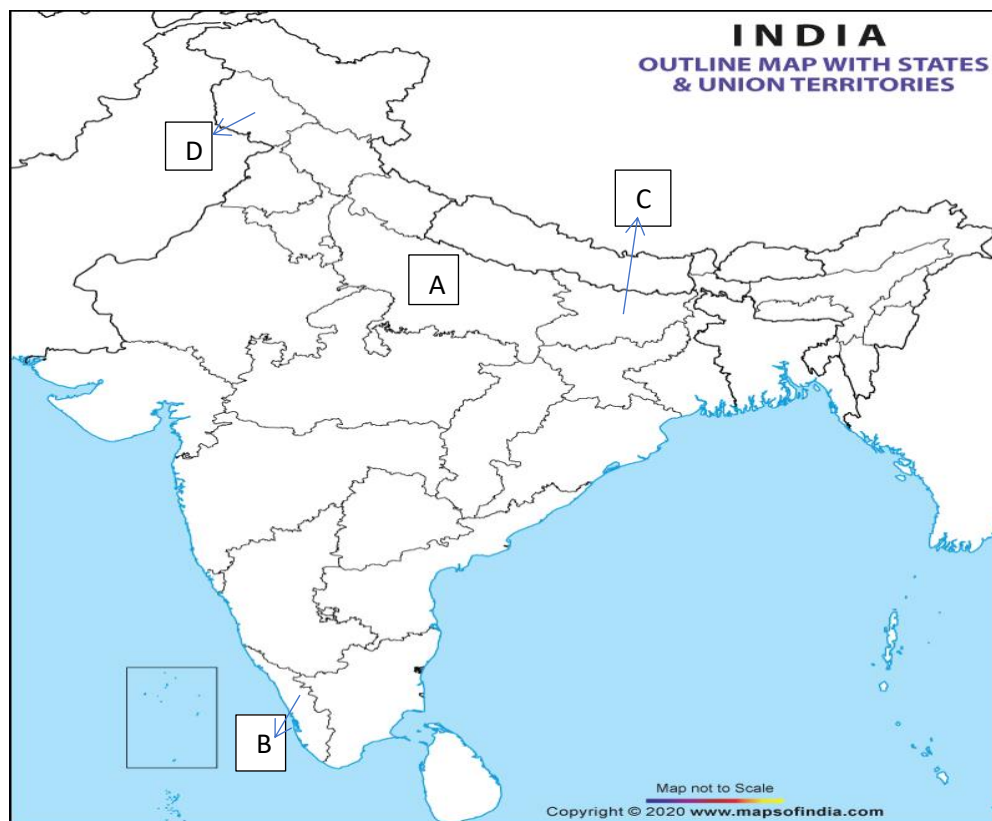 INDIA
OUTLINE MAP WITH STATES
& UNION TERRITORIES
D
C
A
B
Map not to Scale
Copyright © 2020 www.mapsofindia.com